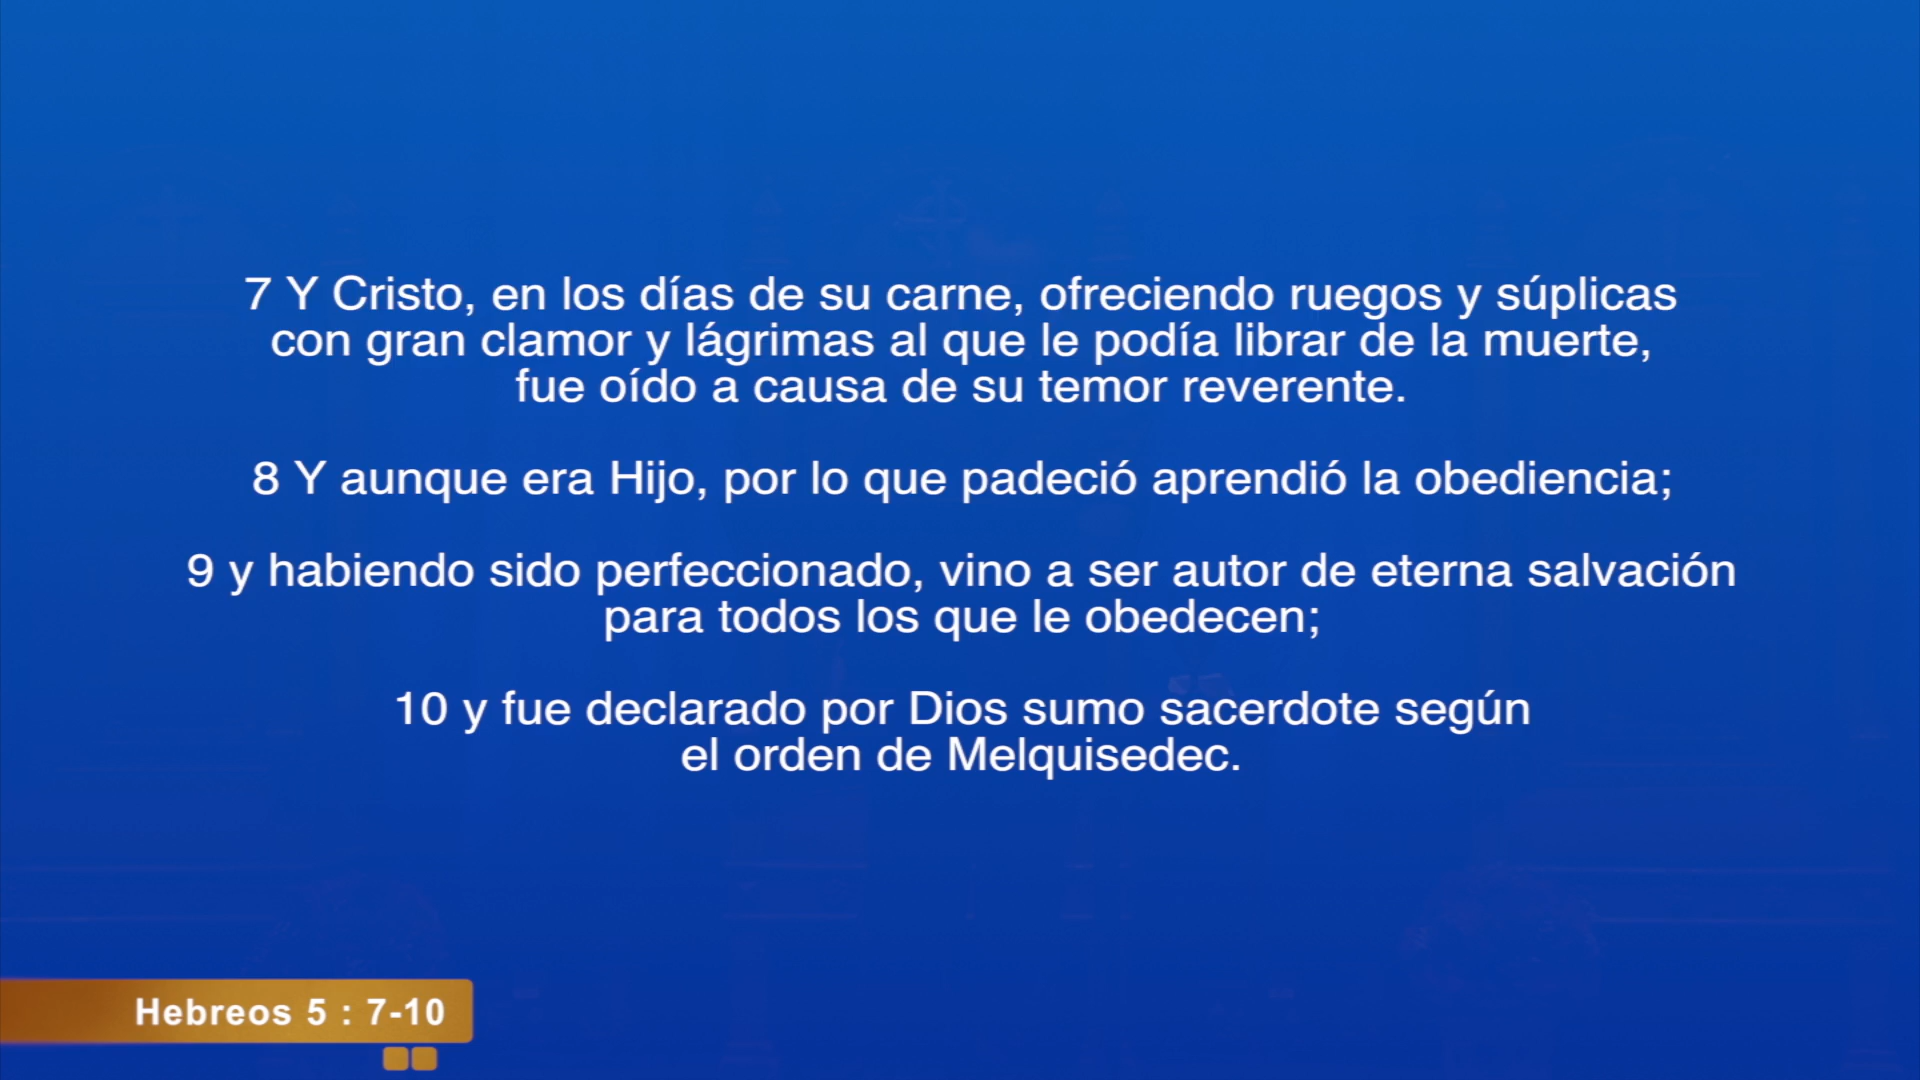 7 Y Cristo, en los días de su carne, ofreciendo ruegos y súplicas
con gran clamor y lágrimas al que le podía librar de la muerte,
fue oído a causa de su temor reverente.
8 Y aunque era Hijo, por lo que padeció aprendió la obediencia;
9 y habiendo sido perfeccionado, vino a ser autor de eterna salvación
para todos los que le obedecen;
10 y fue declarado por Dios sumo sacerdote según
el orden de Melquisedec.
Hebreos 5 : 7-10